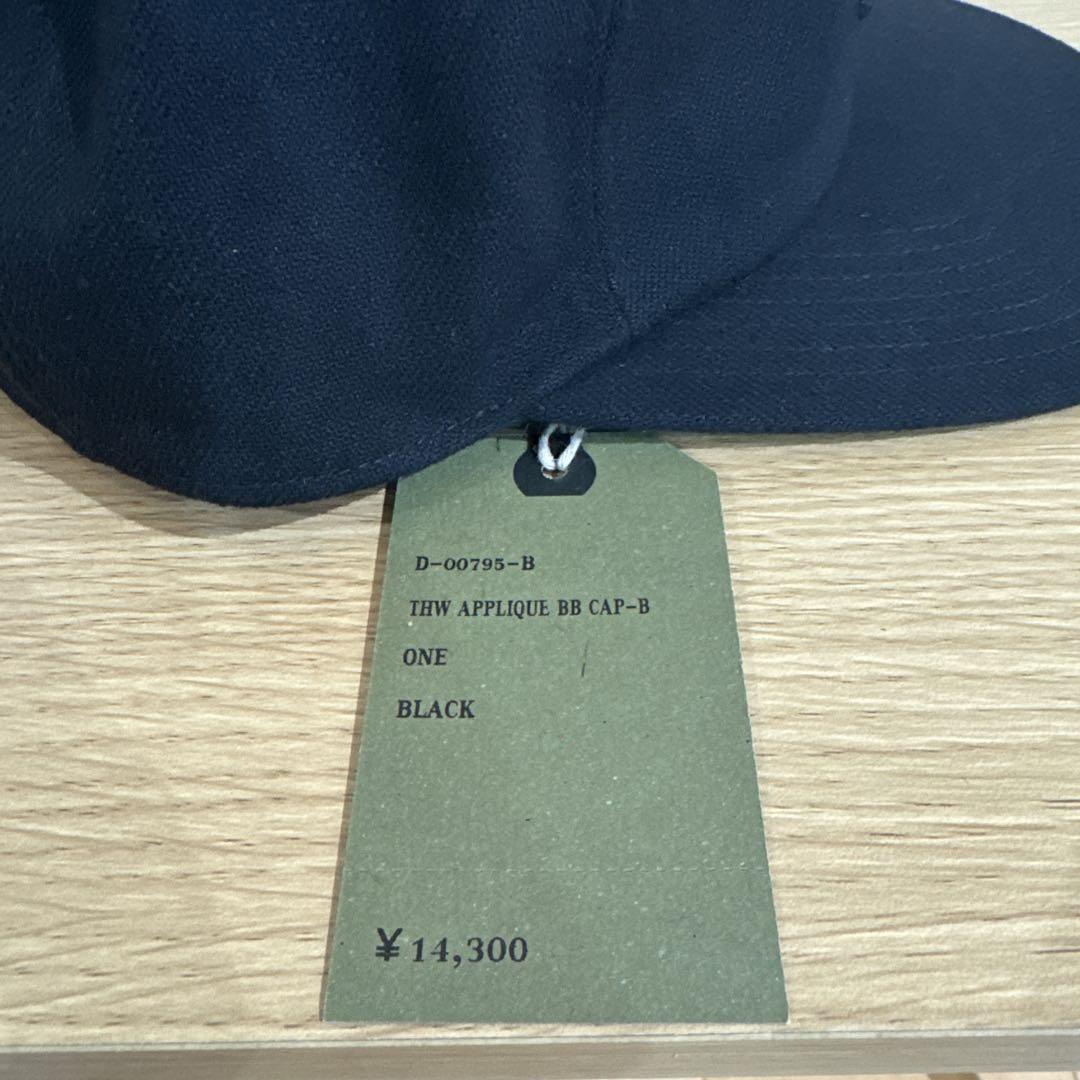 D-00795-B
THW APPLIQUE BB CAP-B
ONE
BLACK
¥14,300